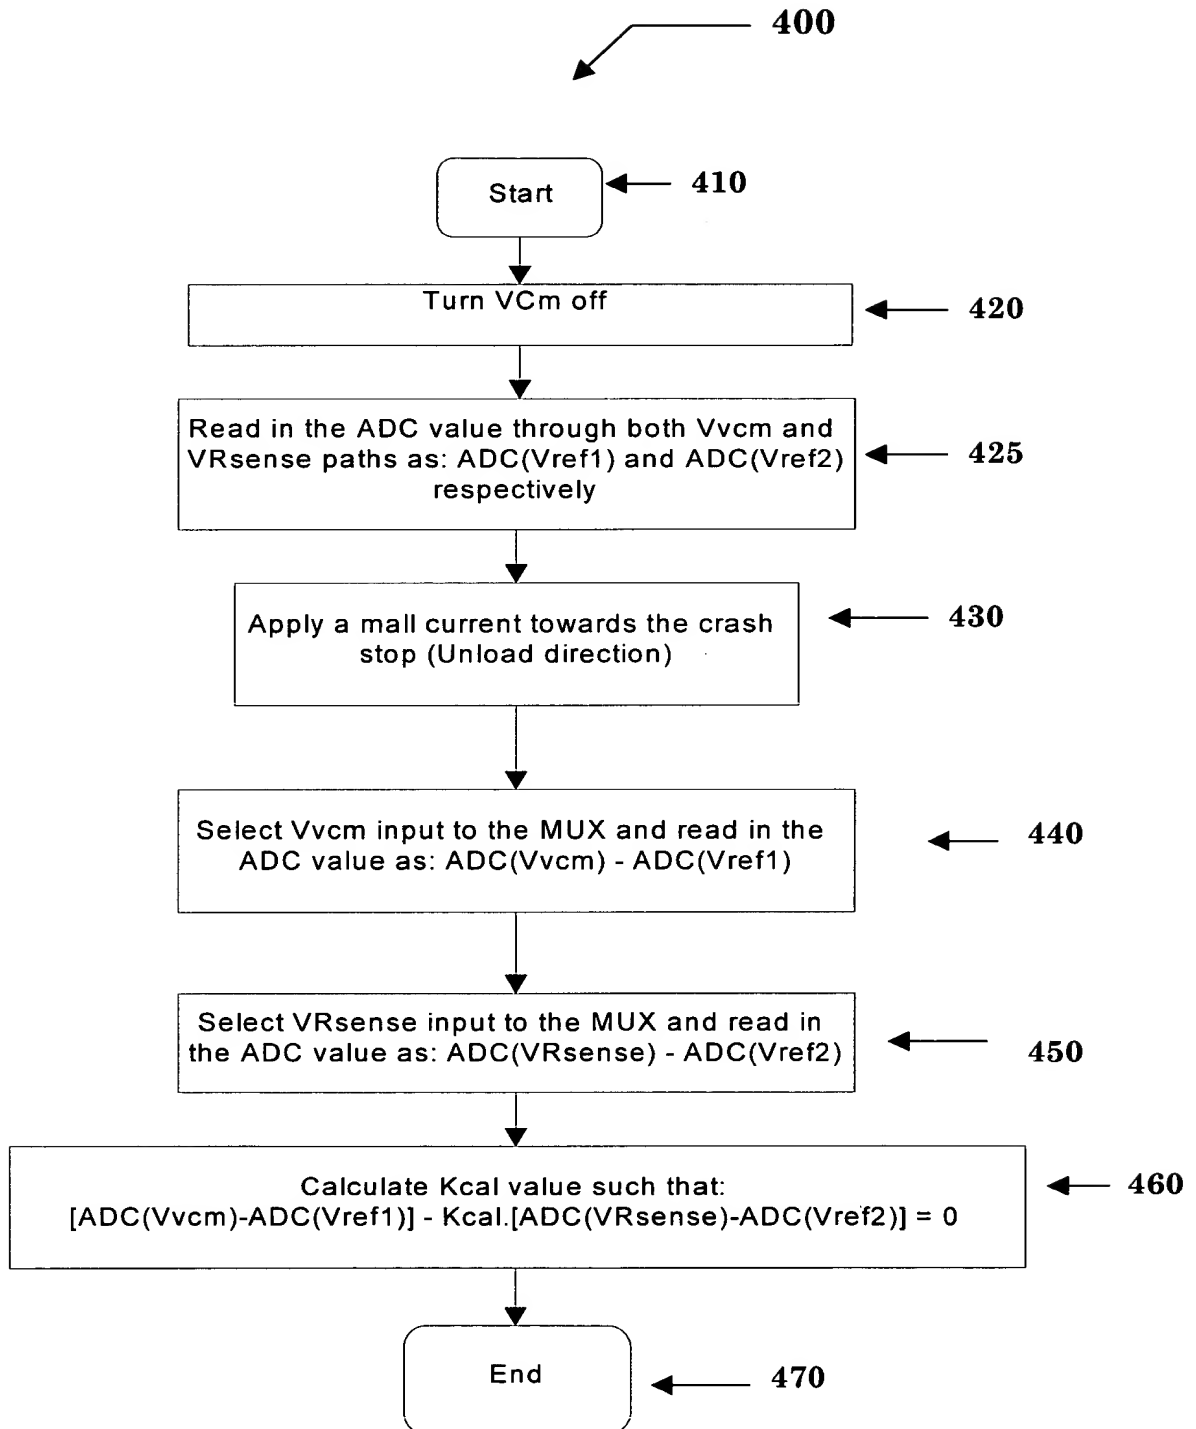 400
Start
410
Turn VCm off
420
Read in the ADC value through both Vvcm and
VRsense paths as: ADC(Vref1) and ADC(Vref2)
respectively
425
Apply a mall current towards the crash
stop (Unload direction)
430
Select Vvcm input to the MUX and read in the
ADC value as: ADC(Vvcm) - ADC(Vref1)
440
Select VRsense input to the MUX and read in
the ADC value as: ADC(VRsense) - ADC(Vref2)
450
Calculate Kcal value such that:
[ADC(Vvcm)-ADC(Vref1)] - Kcal.[ADC(VRsense)-ADC(Vref2)] = 0
460
End
470